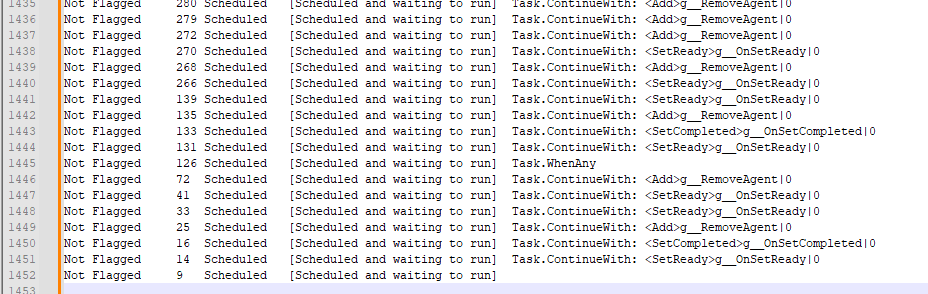 1435 Not Flagged 280 Scheduled [Scheduled and waiting to run] Task.ContinueWith: <Add>g__RemoveAgent|0
1436 Not Flagged 279 Scheduled [Scheduled and waiting to run] Task.ContinueWith: <Add>g__RemoveAgent|0
1437 Not Flagged 272 Scheduled [Scheduled and waiting to run] Task.ContinueWith: <Add>g__RemoveAgent|0
1438 Not Flagged 270 Scheduled [Scheduled and waiting to run] Task.ContinueWith: <SetReady>g__OnSetReady|0
1439 Not Flagged 268 Scheduled [Scheduled and waiting to run] Task.ContinueWith: <Add>g__RemoveAgent|0
1440 Not Flagged 266 Scheduled [Scheduled and waiting to run] Task.ContinueWith: <SetReady>g__OnSetReady|0
1441 Not Flagged 139 Scheduled [Scheduled and waiting to run] Task.ContinueWith: <SetReady>g__OnSetReady|0
1442 Not Flagged 135 Scheduled [Scheduled and waiting to run] Task.ContinueWith: <Add>g__RemoveAgent|0
1443 Not Flagged 133 Scheduled [Scheduled and waiting to run] Task.ContinueWith: <SetCompleted>g__OnSetCompleted|0
1444 Not Flagged 131 Scheduled [Scheduled and waiting to run] Task.ContinueWith: <SetReady>g__OnSetReady|0
1445 Not Flagged 126 Scheduled [Scheduled and waiting to run] Task.WhenAny
1446 Not Flagged 72 Scheduled [Scheduled and waiting to run] Task.ContinueWith: <Add>g__RemoveAgent|0
1447 Not Flagged 41 Scheduled [Scheduled and waiting to run] Task.ContinueWith: <SetReady>g__OnSetReady|0
1448 Not Flagged 33 Scheduled [Scheduled and waiting to run] Task.ContinueWith: <SetReady>g__OnSetReady|0
1449 Not Flagged 25 Scheduled [Scheduled and waiting to run] Task.ContinueWith: <Add>g__RemoveAgent|0
1450 Not Flagged 16 Scheduled [Scheduled and waiting to run] Task.ContinueWith: <SetCompleted>g__OnSetCompleted|0
1451 Not Flagged 14 Scheduled [Scheduled and waiting to run] Task.ContinueWith: <SetReady>g__OnSetReady|0
1452 Not Flagged 9 Scheduled [Scheduled and waiting to run]
1453